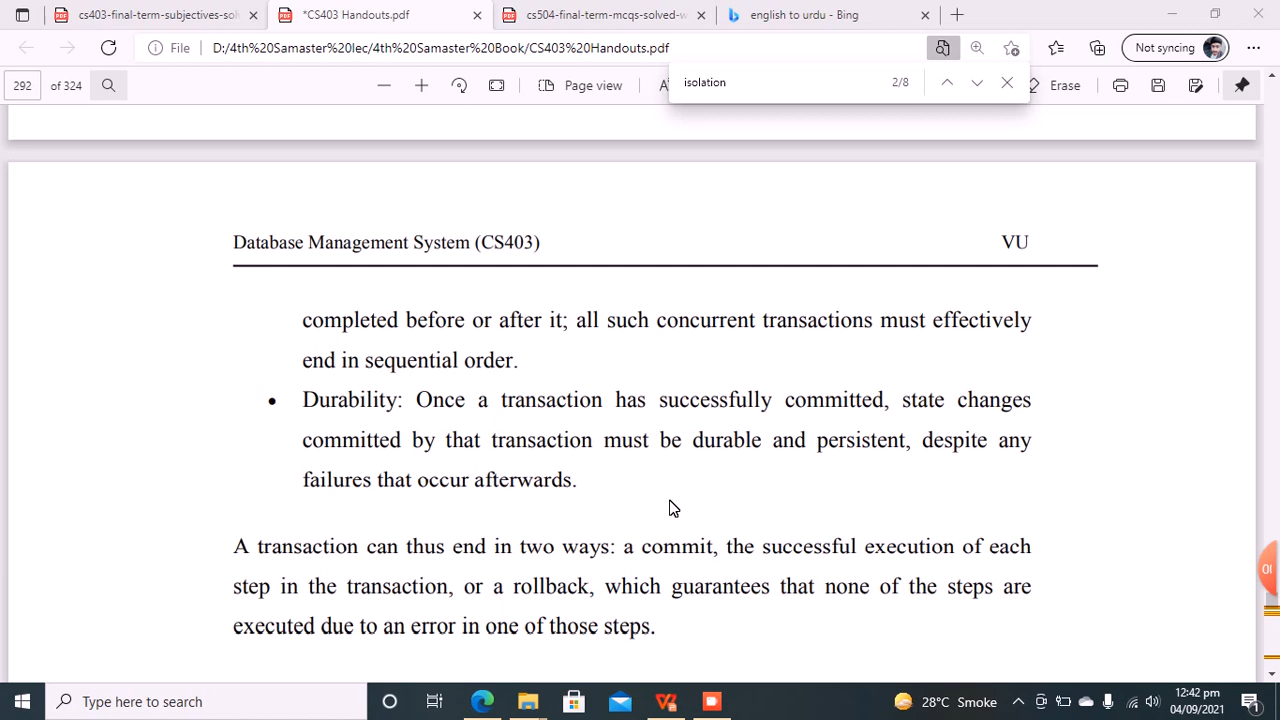 cs403-final-term-subjectives-sol
*CS403 Handouts.pdf
cs504-final-term-mcqs-solved-w
english to urdu - Bing
File
D:/4th%20Samaster%20lec/4th%20Samaster%20Book/CS403%20Handouts.pdf
Not syncing
292 of 324
Page view
isolation
2/8
Erase
Database Management System (CS403) VU
completed before or after it; all such concurrent transactions must effectively
end in sequential order.
• Durability: Once a transaction has successfully committed, state changes
committed by that transaction must be durable and persistent, despite any
failures that occur afterwards.
A transaction can thus end in two ways: a commit, the successful execution of each
step in the transaction, or a rollback, which guarantees that none of the steps are
executed due to an error in one of those steps.
Type here to search
28°C Smoke
12:42 pm
04/09/2021